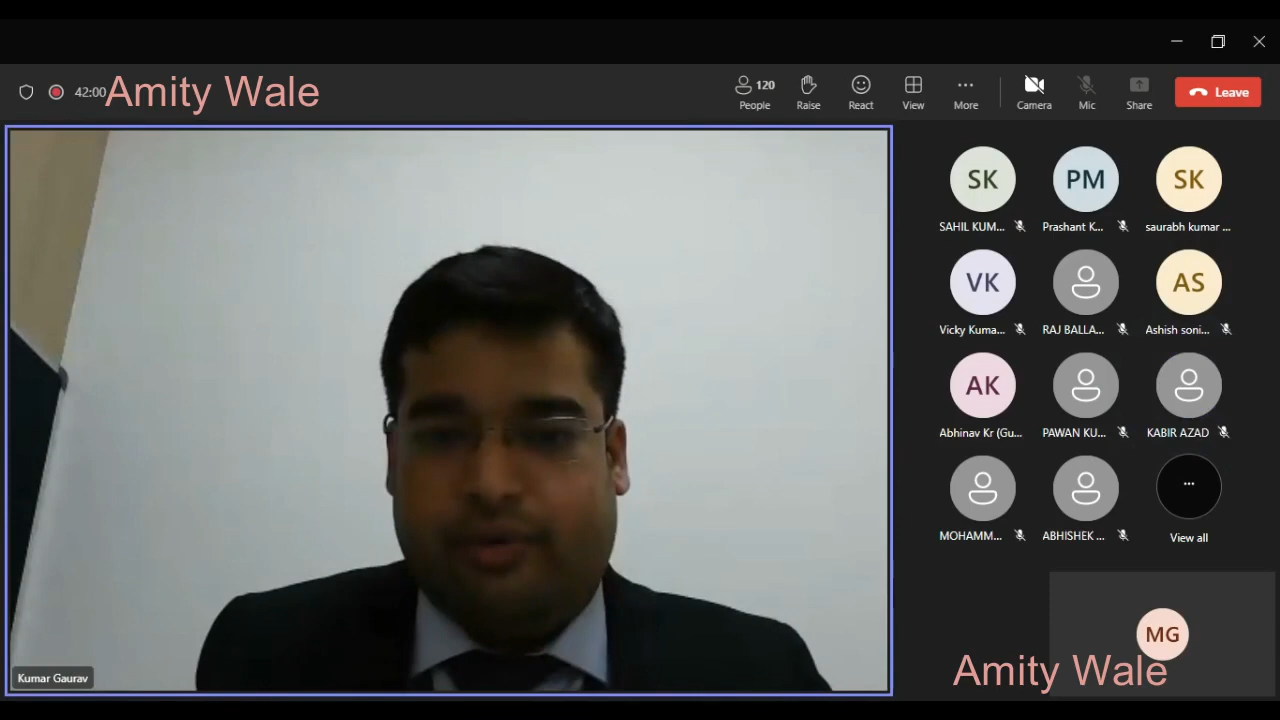 42:00
Amity Wale
120
People
Raise
React
View
More
Camera
Mic
Share
Leave
SK
PM
SK
SAHIL KUM...
Prashant K...
saurabh kumar ...
VK
AS
Vicky Kuma...
RAJ BALLA...
Ashish soni...
AK
Abhinav Kr (Gu...
PAWAN KU...
KABIR AZAD
MOHAMM...
ABHISHEK ...
View all
MG
Kumar Gaurav
Amity Wale